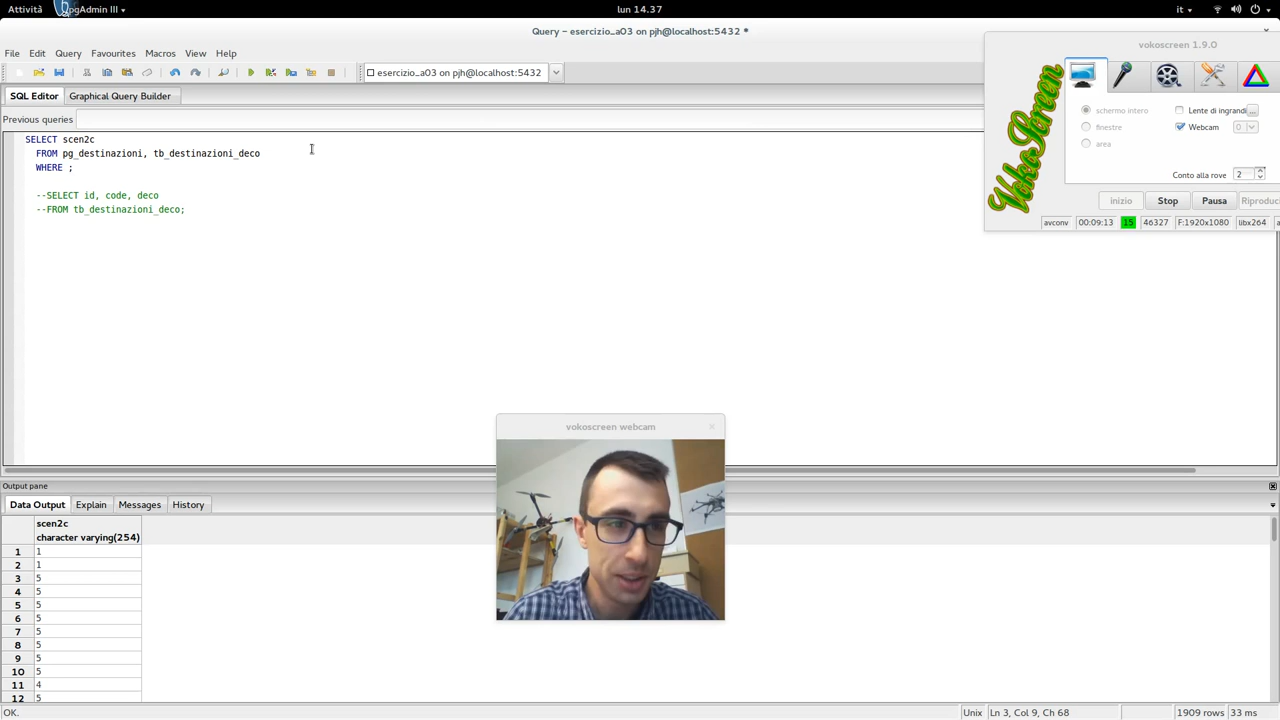 Attività pgAdmin III lun 14.37 it
Query – esercizio_a03 on pjh@localhost:5432 *
File Edit Query Favourites Macros View Help
esercizio_a03 on pjh@localhost:5432
SQL Editor Graphical Query Builder
Previous queries
SELECT scen2c
FROM pg_destinazioni, tb_destinazioni_deco
WHERE ;
--SELECT id, code, deco
--FROM tb_destinazioni_deco;
vokoscreen 1.9.0
VokoScreen
schermo intero Lente di ingrandi ...
finestre Webcam 0
area
Conto alla rove 2
inizio Stop Pausa Riproduc
avconv 00:09:13 15 46327 F:1920x1080 libx264 a
vokoscreen webcam
Output pane
Data Output Explain Messages History
scen2c
character varying(254)
1 1
2 1
3 5
4 5
5 5
6 5
7 5
8 5
9 5
10 5
11 4
12 5
OK. Unix Ln 3, Col 9, Ch 68 1909 rows 33 ms